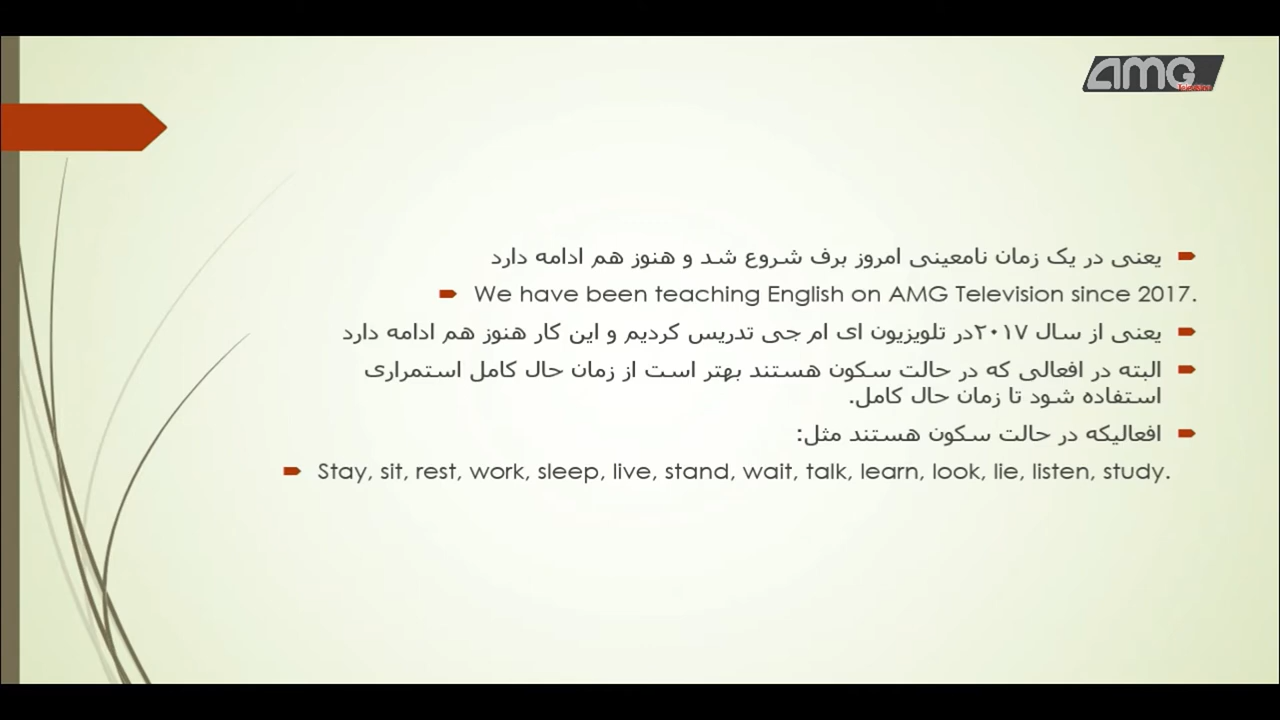 AMG
Television
یعنی در یک زمان نامعینی امروز برف شروع شد و هنوز هم ادامه دارد
We have been teaching English on AMG Television since 2017.
یعنی از سال ۲۰۱۷در تلویزیون ای ام جی تدریس کردیم و این کار هنوز هم ادامه دارد
البته در افعالی که در حالت سکون هستند بهتر است از زمان حال کامل استمراری
استفاده شود تا زمان حال کامل.
افعالیکه در حالت سکون هستند مثل:
Stay, sit, rest, work, sleep, live, stand, wait, talk, learn, look, lie, listen, study.